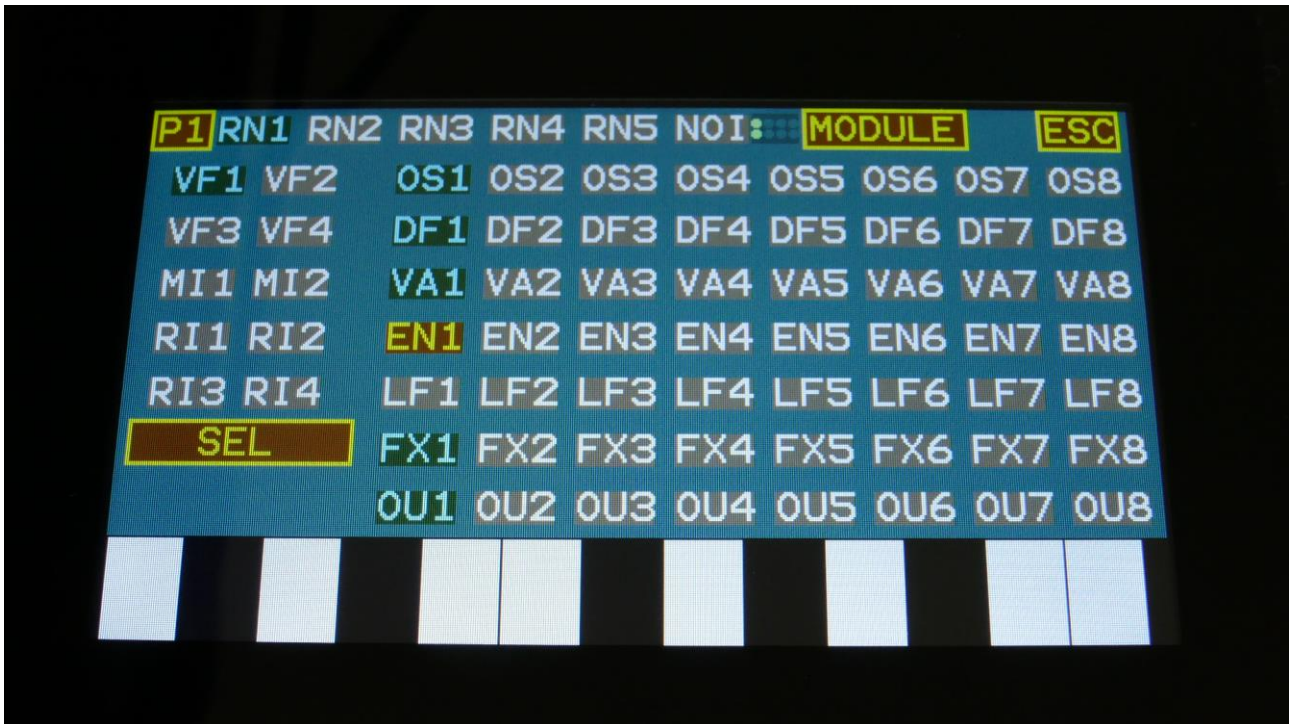 P1 RN1 RN2 RN3 RN4 RN5 NOI MODULE ESC
VF1 VF2 OS1 OS2 OS3 OS4 OS5 OS6 OS7 OS8
VF3 VF4 DF1 DF2 DF3 DF4 DF5 DF6 DF7 DF8
MI1 MI2 VA1 VA2 VA3 VA4 VA5 VA6 VA7 VA8
RI1 RI2 EN1 EN2 EN3 EN4 EN5 EN6 EN7 EN8
RI3 RI4 LF1 LF2 LF3 LF4 LF5 LF6 LF7 LF8
SEL FX1 FX2 FX3 FX4 FX5 FX6 FX7 FX8
OU1 OU2 OU3 OU4 OU5 OU6 OU7 OU8